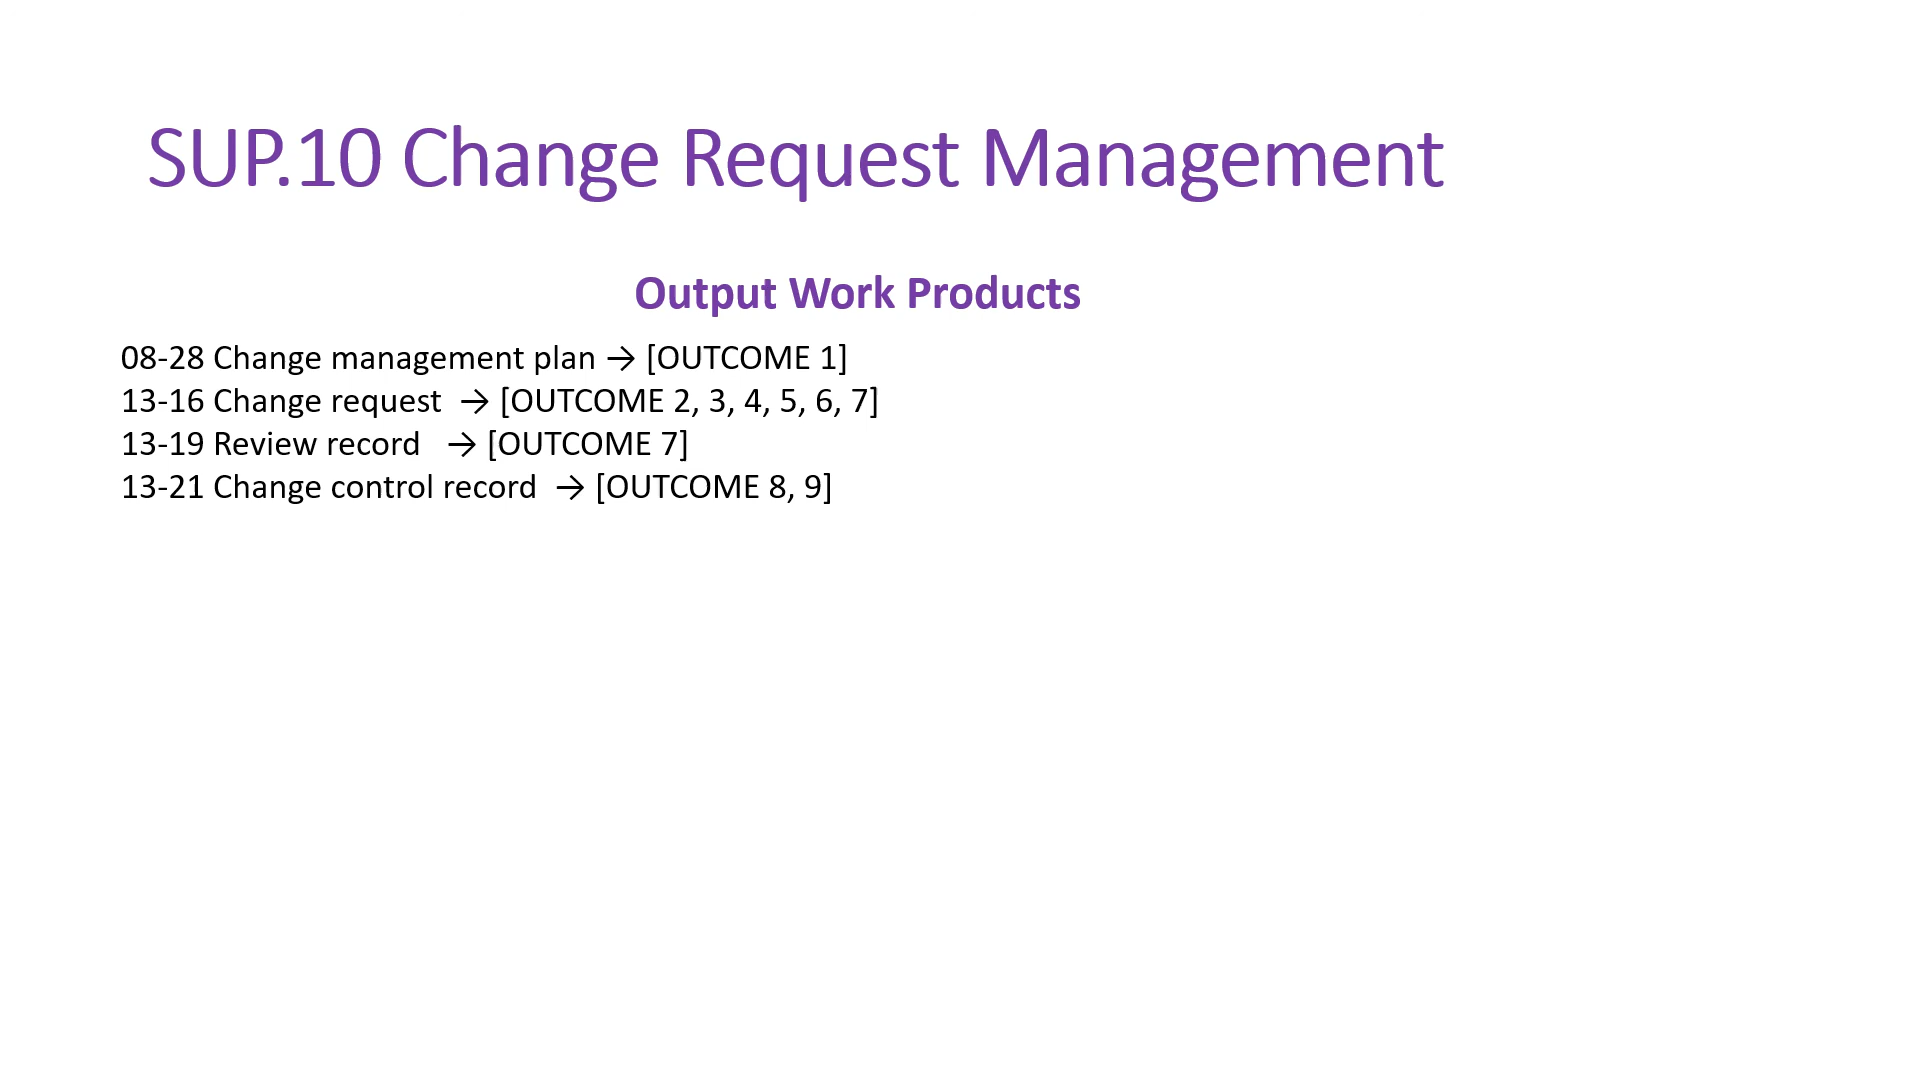 SUP.10 Change Request Management
Output Work Products
08-28 Change management plan → [OUTCOME 1]
13-16 Change request → [OUTCOME 2, 3, 4, 5, 6, 7]
13-19 Review record → [OUTCOME 7]
13-21 Change control record → [OUTCOME 8, 9]